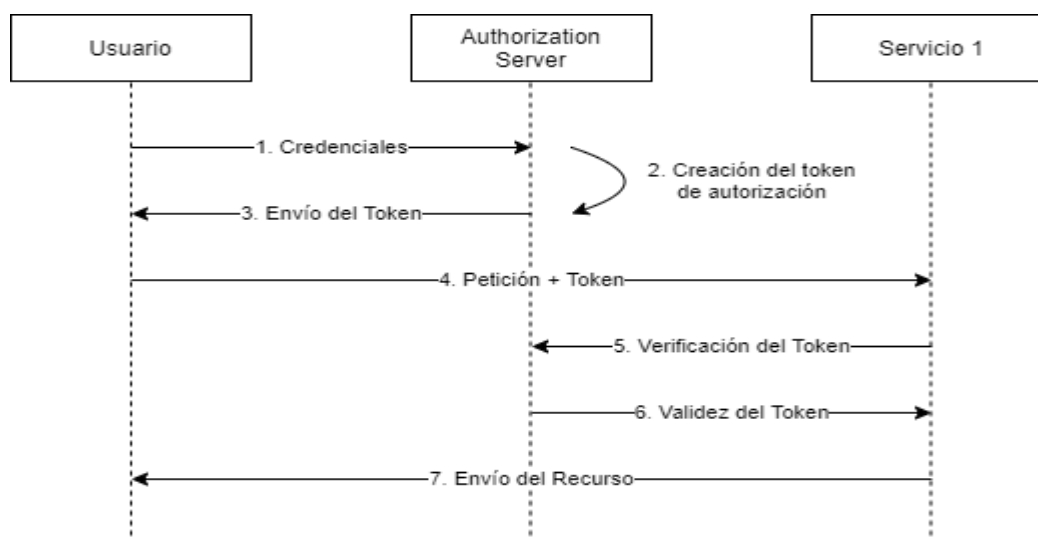 Usuario
Authorization
Server
Servicio 1
1. Credenciales
2. Creación del token
de autorización
3. Envío del Token
4. Petición + Token
5. Verificación del Token
6. Validez del Token
7. Envío del Recurso